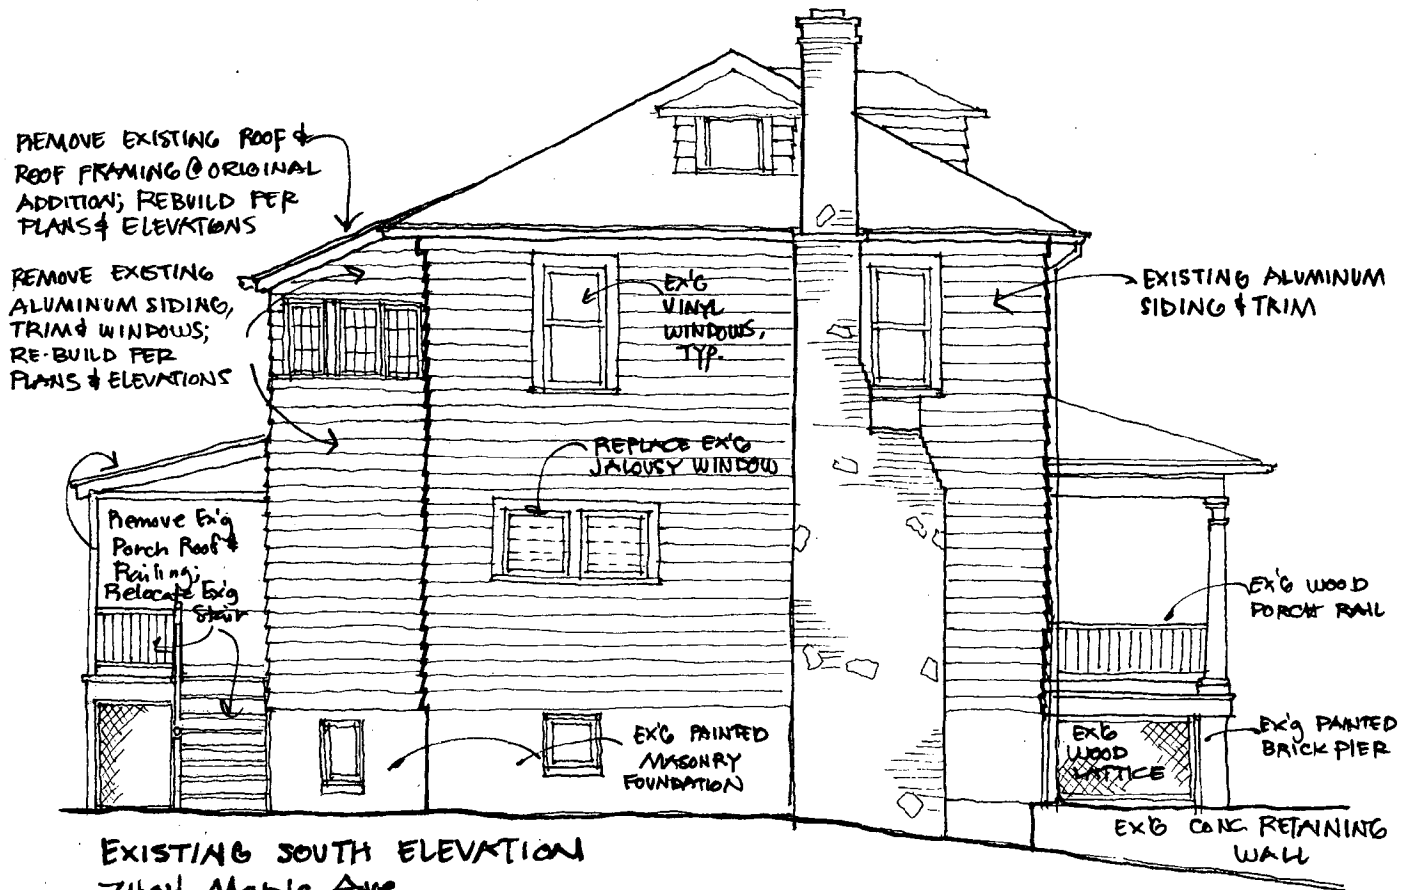 REMOVE EXISTING ROOF &
ROOF FRAMING @ ORIGINAL
ADDITION; REBUILD PER
PLANS & ELEVATIONS
REMOVE EXISTING
ALUMINUM SIDING,
TRIM & WINDOWS;
RE-BUILD PER
PLANS & ELEVATIONS
EX'G
VINYL
WINDOWS,
TYP.
EXISTING ALUMINUM
SIDING & TRIM
REPLACE EX'G
JALOUSY WINDOW
Remove Ex'g
Porch Roof &
Railing;
Relocate Ex'g
Stair
EX'G WOOD
PORCH RAIL
EX'G PAINTED
MASONRY
FOUNDATION
EX'G
WOOD
LATTICE
EX'g PAINTED
BRICK PIER
EX'G CONC. RETAINING
WALL
EXISTING SOUTH ELEVATION
Maple Ave